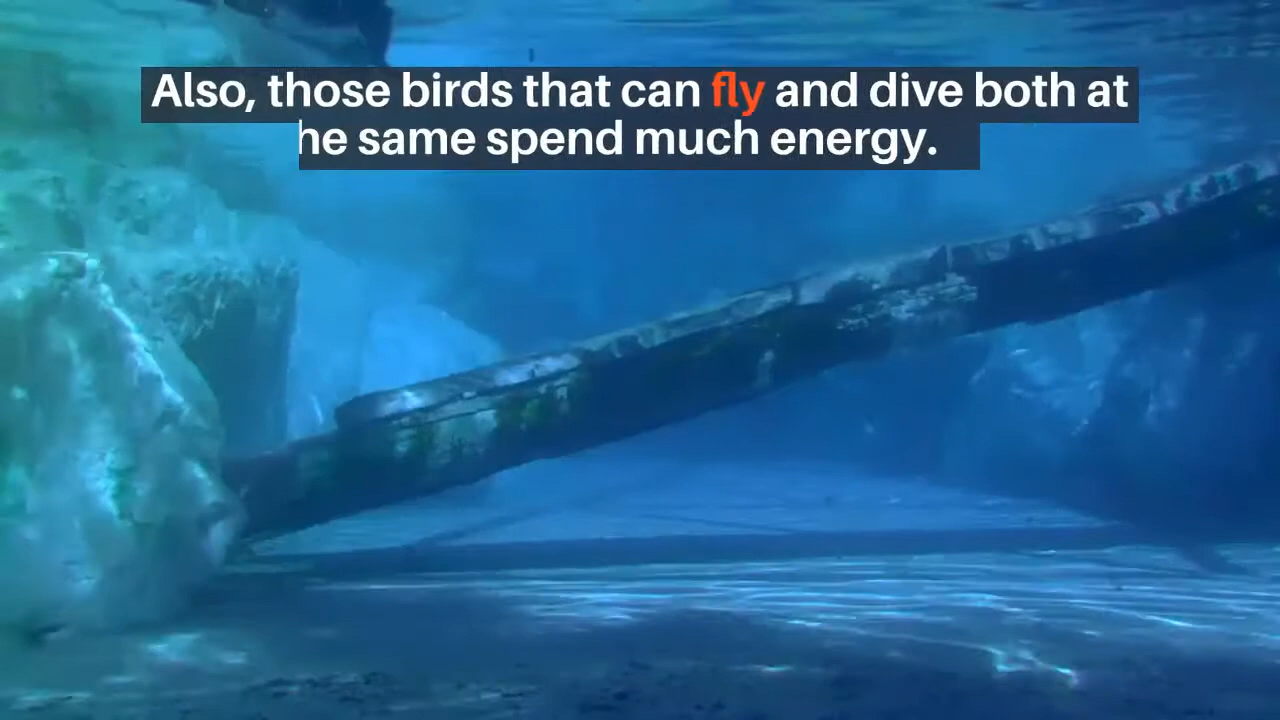 Also, those birds that can fly and dive both at
he same spend much energy.